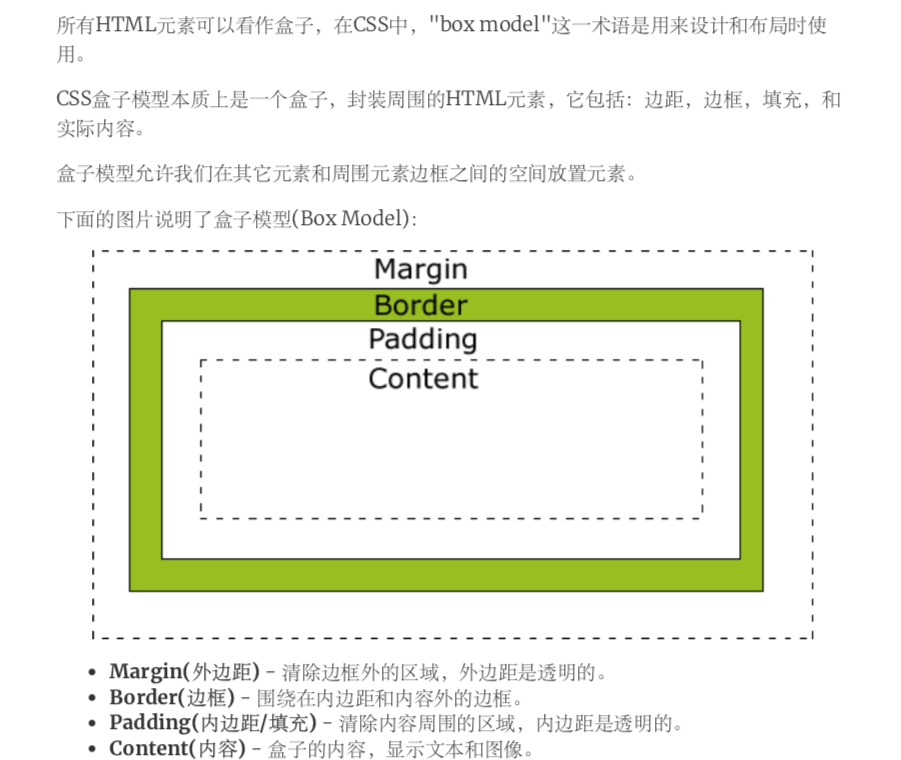 所有HTML元素可以看作盒子，在CSS中，"box model"这一术语是用来设计和布局时使
用。
CSS盒子模型本质上是一个盒子，封装周围的HTML元素，它包括：边距，边框，填充，和
实际内容。
盒子模型允许我们在其它元素和周围元素边框之间的空间放置元素。
下面的图片说明了盒子模型(Box Model)：
Margin
Border
Padding
Content
• Margin(外边距) - 清除边框外的区域，外边距是透明的。
• Border(边框) - 围绕在内边距和内容外的边框。
• Padding(内边距/填充) - 清除内容周围的区域，内边距是透明的。
• Content(内容) - 盒子的内容，显示文本和图像。